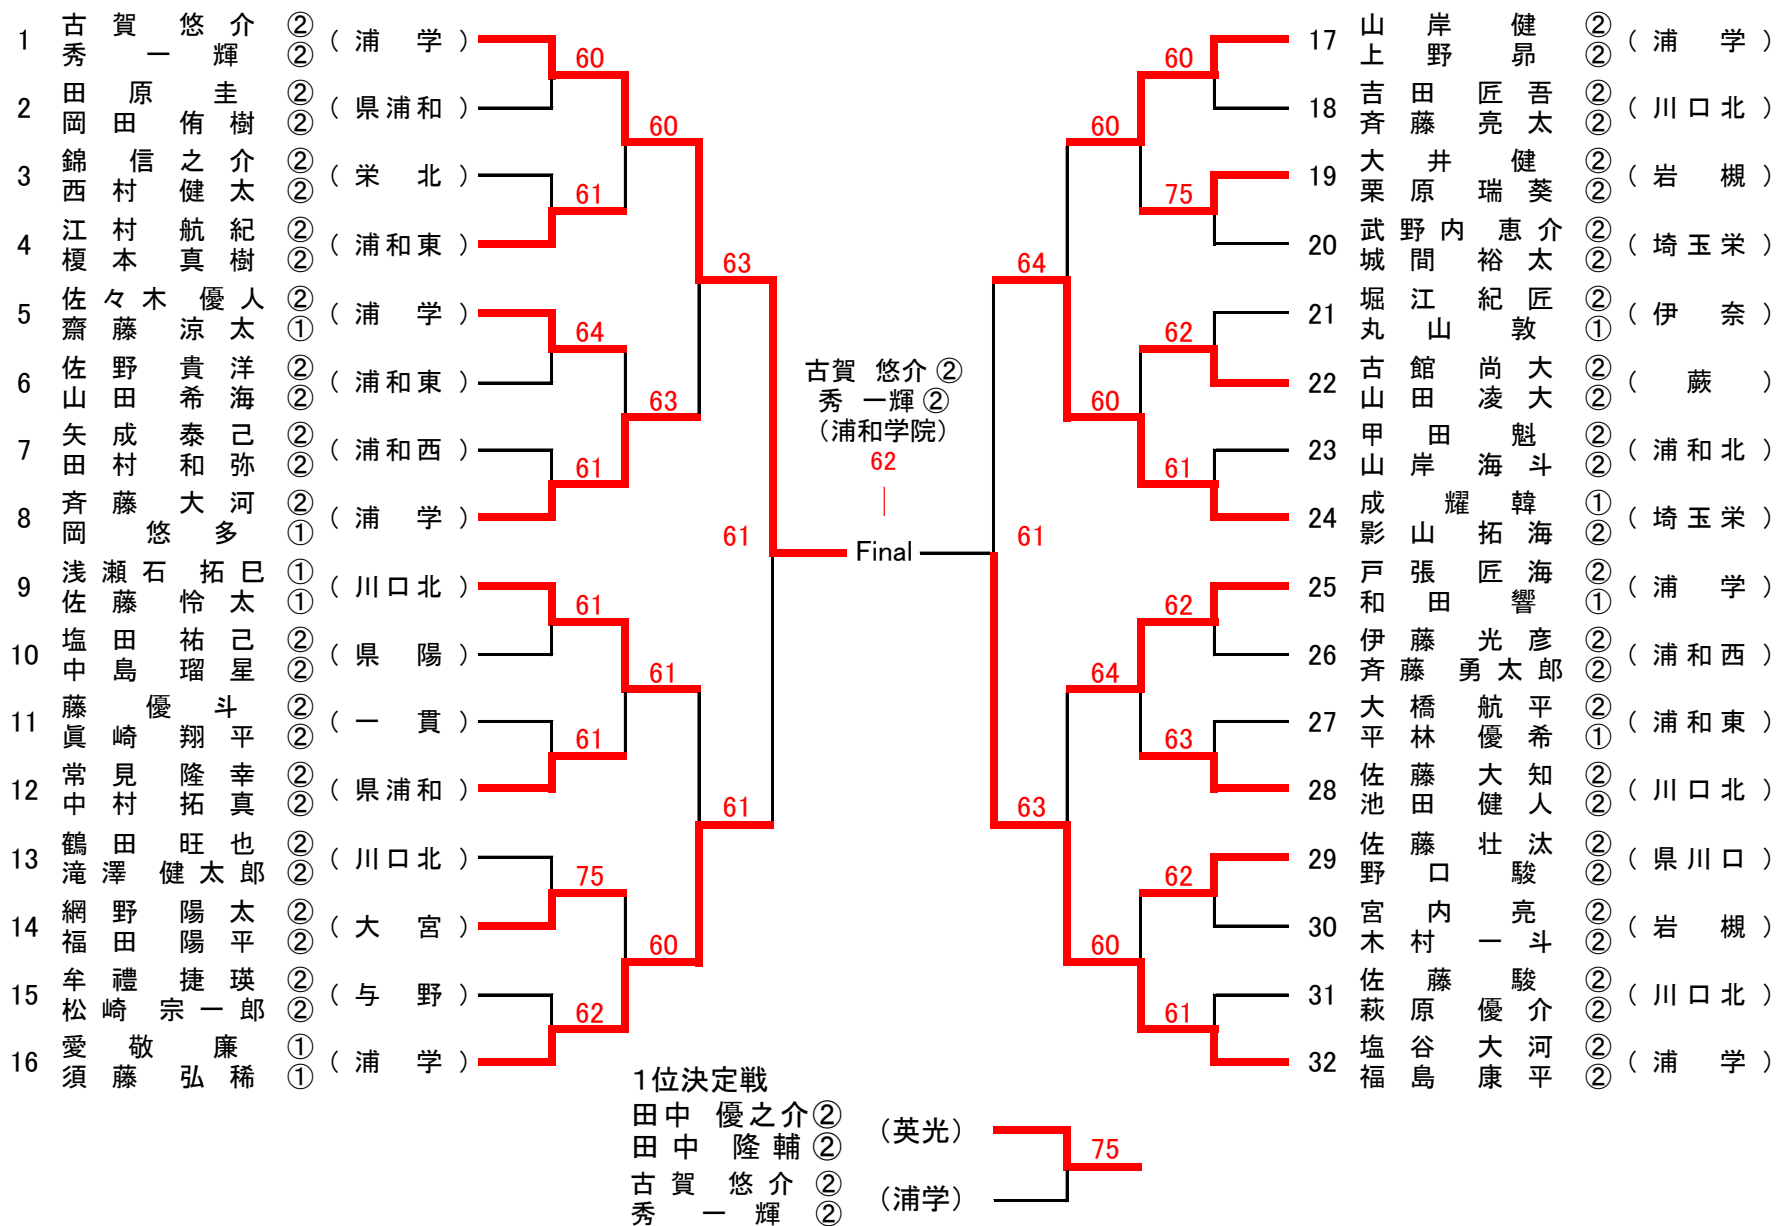 1 古賀 悠介 ② (浦学)
秀 一輝 ②
2 田原 圭 ② (県浦和)
岡田 侑樹 ②
3 錦 信之介 ② (栄北)
西村 健太 ②
4 江村 航紀 ② (浦和東)
榎本 真樹 ②
5 佐々木 優人 ② (浦学)
齋藤 涼太 ①
6 佐野 貴洋 ② (浦和東)
山田 希海 ②
7 矢成 泰己 ② (浦和西)
田村 和弥 ②
8 斉藤 大河 ② (浦学)
岡 悠多 ①
9 浅瀬石 拓巳 ① (川口北)
佐藤 怜太 ①
10 塩田 祐己 ② (県陽)
中島 瑠星 ②
11 藤 優斗 ② (一貫)
眞崎 翔平 ②
12 常見 隆幸 ② (県浦和)
中村 拓真 ②
13 鶴田 旺也 ② (川口北)
滝澤 健太郎 ②
14 網野 陽太 ② (大宮)
福田 陽平 ②
15 牟禮 捷瑛 ② (与野)
松崎 宗一郎 ②
16 愛 敬廉 ① (浦学)
須藤 弘稀 ①
60
61
64
61
61
61
75
62
60
63
61
60
63
61
61
古賀 悠介 ②
秀 一輝 ②
(浦和学院)
62
Final
61
64
63
60
60
64
60
60
75
62
61
62
63
62
61
17 山岸 健 ② (浦学)
上野 昴 ②
18 吉田 匠吾 ② (川口北)
斉藤 亮太 ②
19 大井 健 ② (岩槻)
栗原 瑞葵 ②
20 武野内 恵介 ② (埼玉栄)
城間 裕太 ②
21 堀江 紀匠 ② (伊奈)
丸山 敦 ①
22 古館 尚大 ② (蕨)
山田 凌大 ②
23 甲田 魁 ② (浦和北)
山岸 海斗 ②
24 成 耀韓 ① (埼玉栄)
影山 拓海 ②
25 戸張 匠海 ② (浦学)
和田 響 ①
26 伊藤 光彦 ② (浦和西)
斉藤 勇太郎 ②
27 大橋 航平 ② (浦和東)
平林 優希 ①
28 佐藤 大知 ② (川口北)
池田 健人 ②
29 佐藤 壮汰 ② (県川口)
野口 駿 ②
30 宮内 亮 ② (岩槻)
木村 一斗 ②
31 佐藤 駿 ② (川口北)
萩原 優介 ②
32 塩谷 大河 ② (浦学)
福島 康平 ②
1位決定戦
田中 優之介② (英光)
田中 隆輔②
75
古賀 悠介 ② (浦学)
秀 一輝 ②